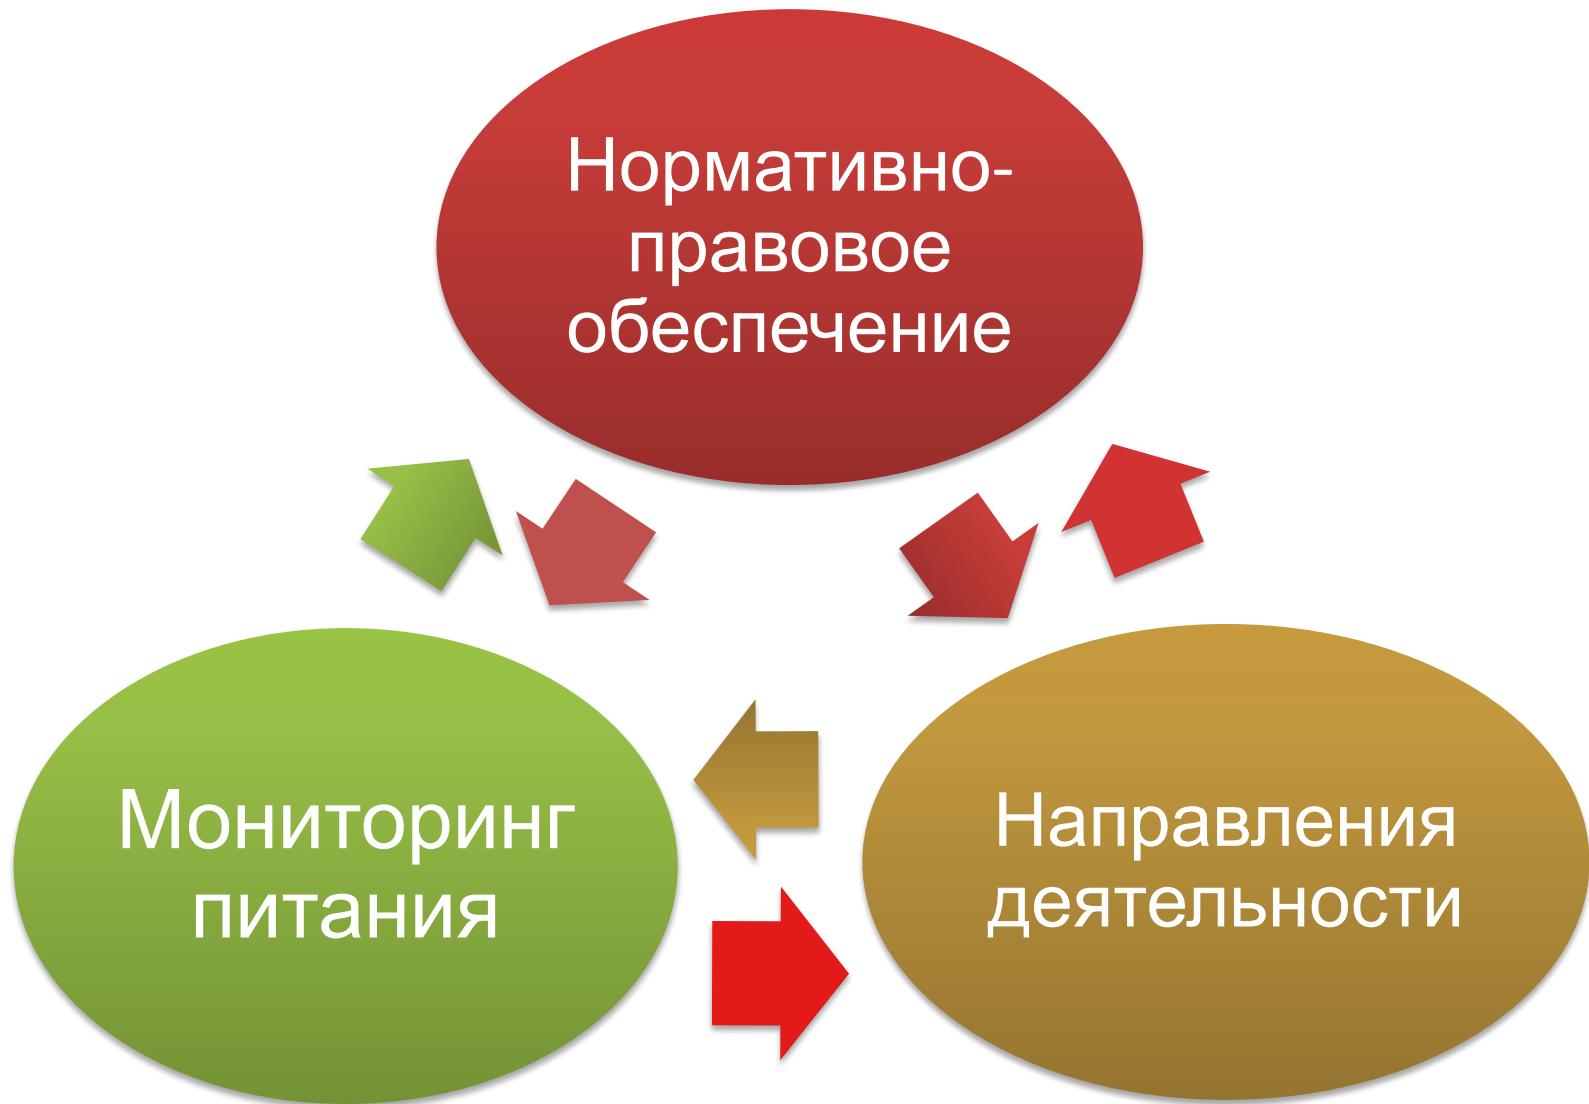 Нормативно-
правовое
обеспечение
Мониторинг
питания
Направления
деятельности